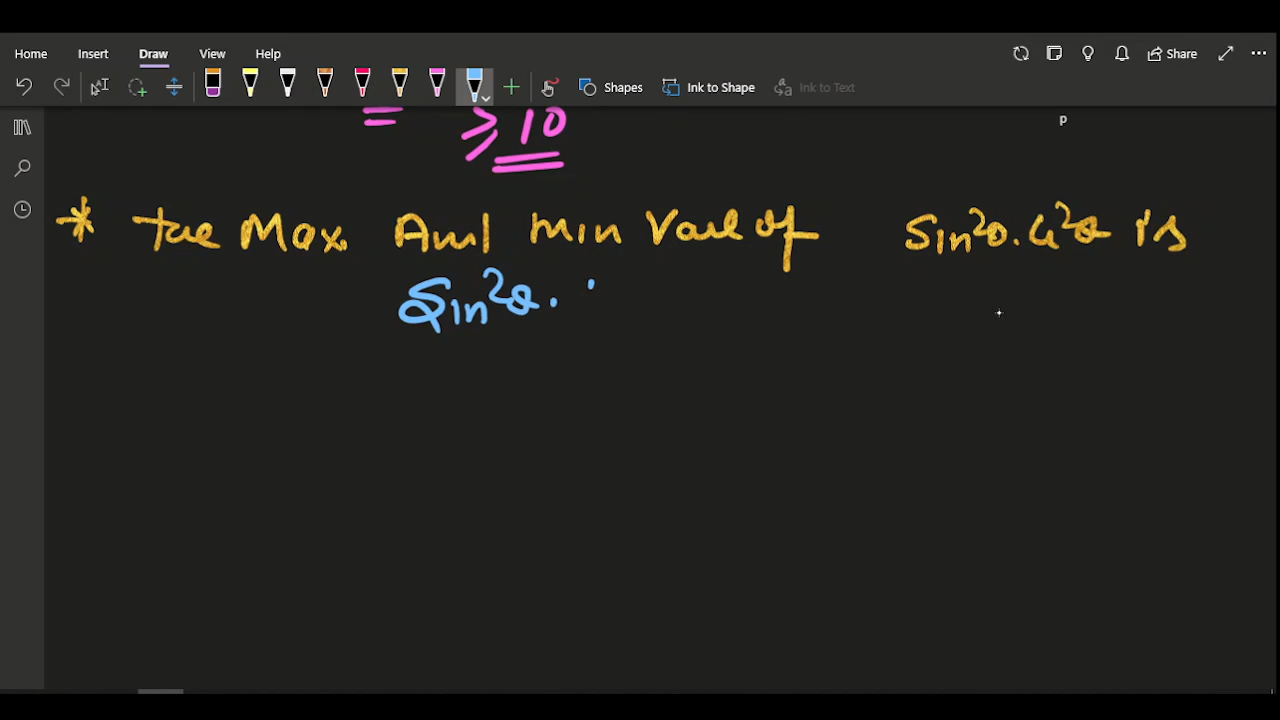 Home Insert Draw View Help Share
Shapes Ink to Shape Ink to Text
≥ 10
p
* The Max. And min Value of Sin²θ.Cos²θ is
Sin²θ.